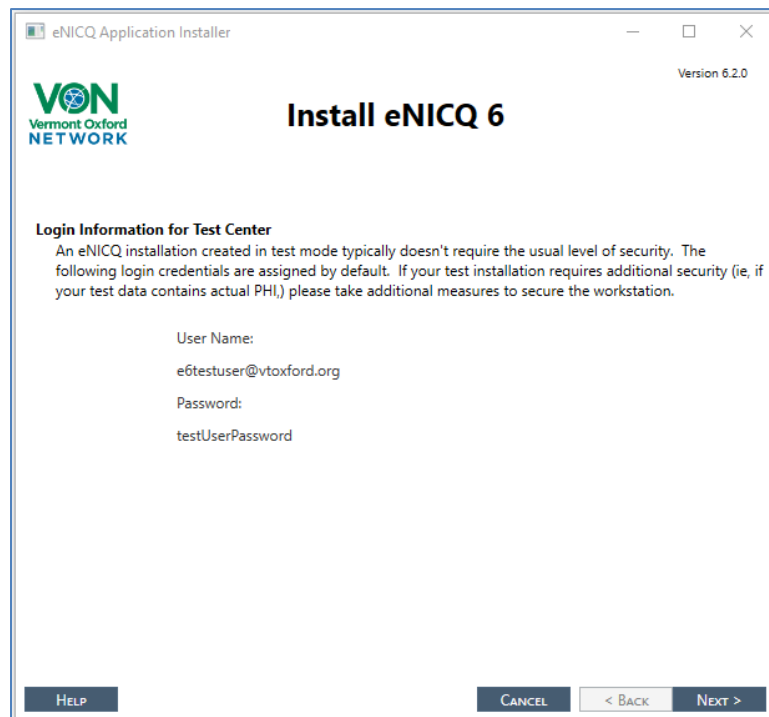 eNICQ Application Installer
Version 6.2.0
VON
Vermont Oxford
NETWORK
Install eNICQ 6
Login Information for Test Center
An eNICQ installation created in test mode typically doesn't require the usual level of security. The
following login credentials are assigned by default. If your test installation requires additional security (ie, if
your test data contains actual PHI,) please take additional measures to secure the workstation.
User Name:
e6testuser@vtoxford.org
Password:
testUserPassword
HELP
CANCEL
< BACK
NEXT >